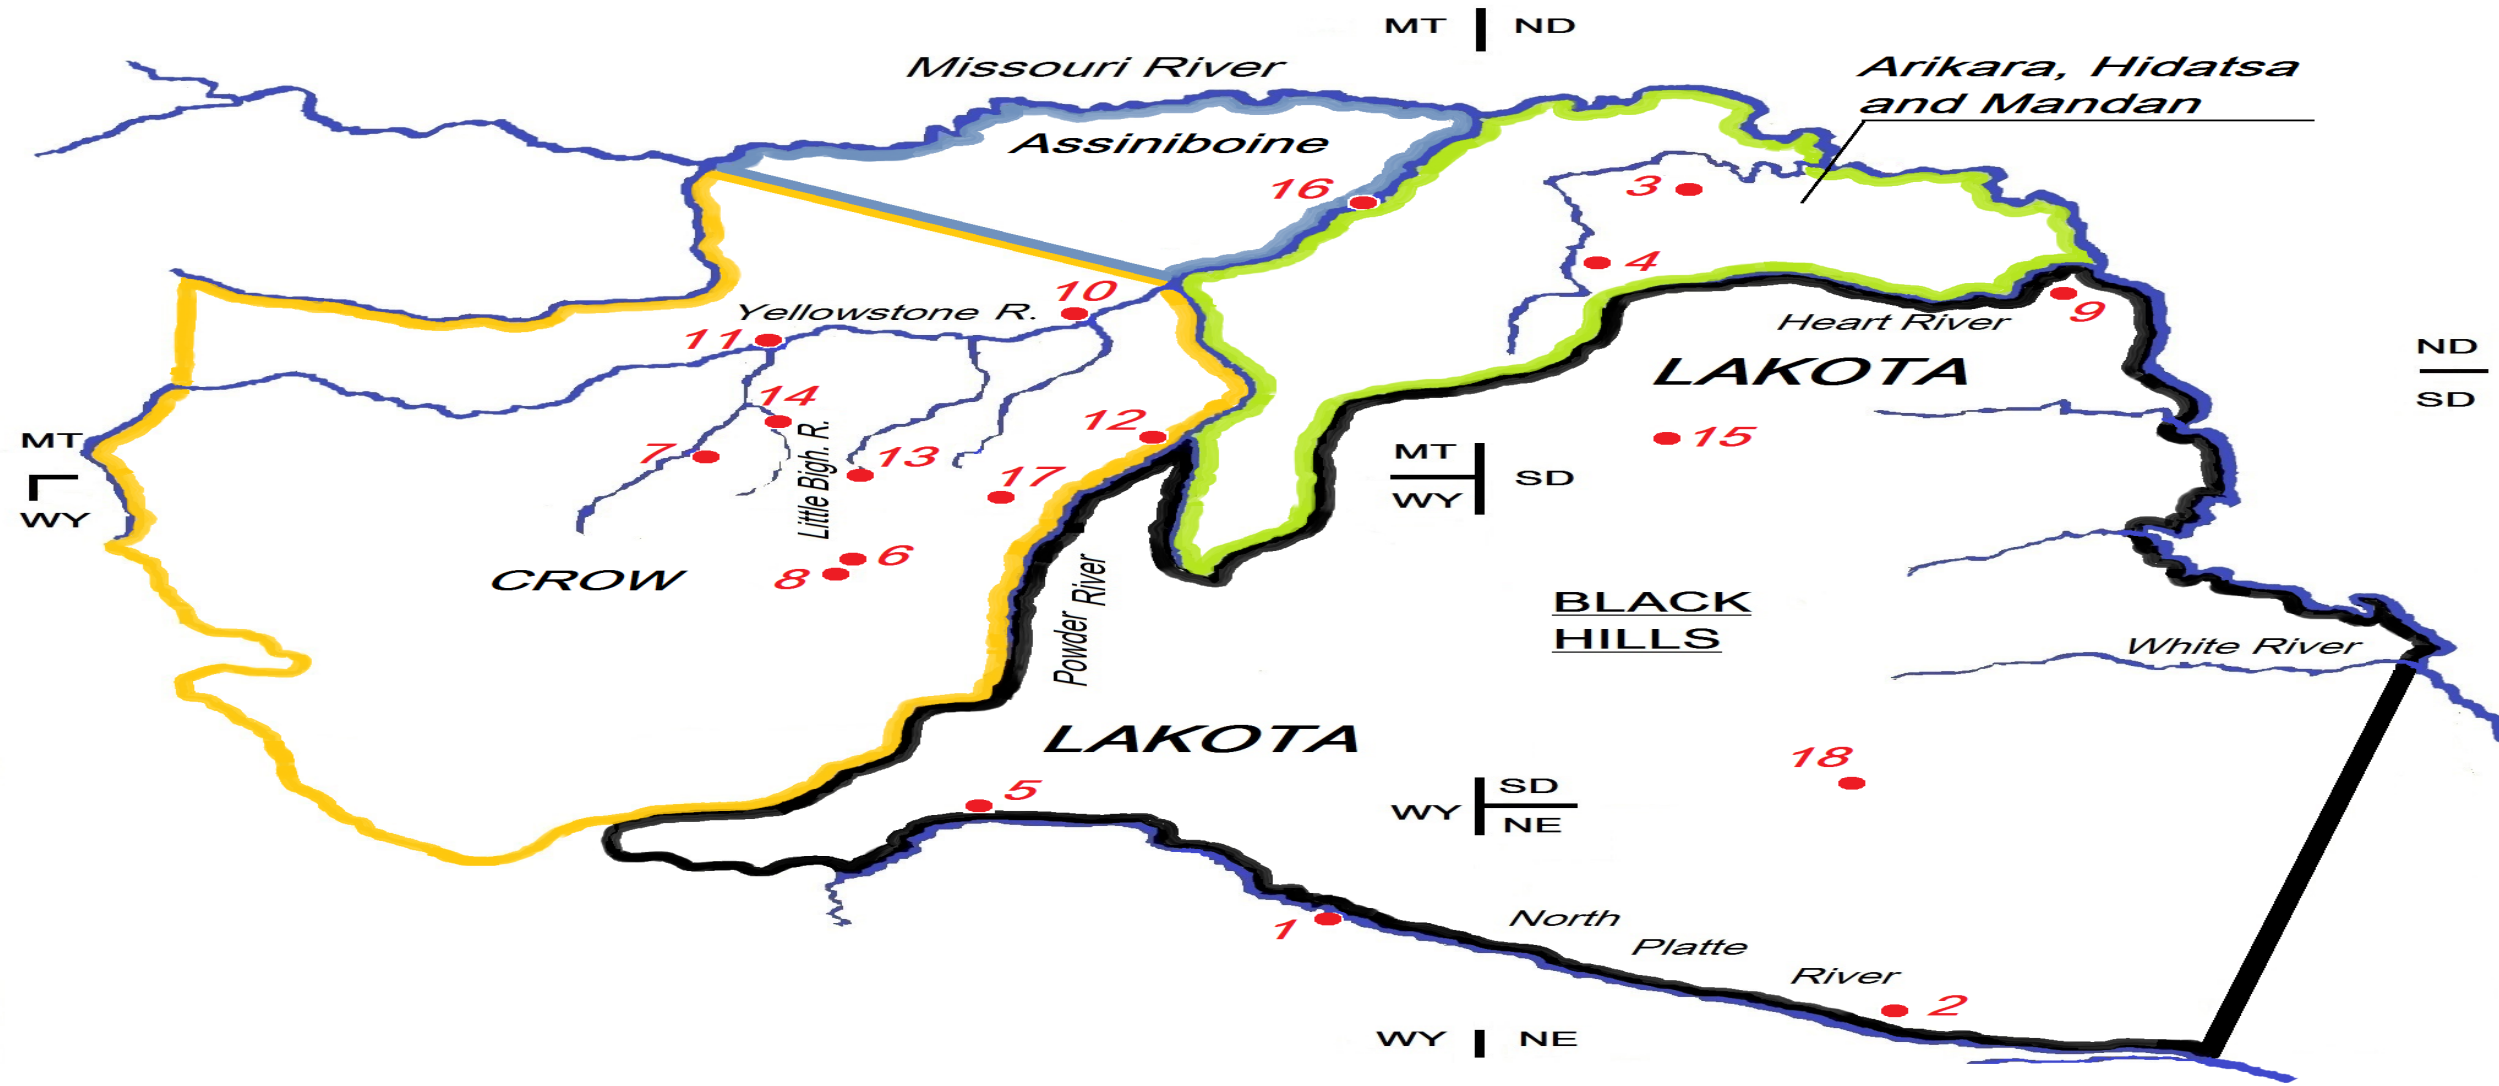 MT ND
Missouri River
Arikara, Hidatsa
and Mandan
Assiniboine
16
3
4
10
Yellowstone R.
11
9
Heart River
LAKOTA
ND
SD
14
12
15
MT
WY
7
13
17
Little Bigh. R.
MT
WY
SD
6
8
CROW
Powder River
BLACK
HILLS
White River
LAKOTA
18
5
WY
SD
NE
1
North
Platte
River
2
WY NE